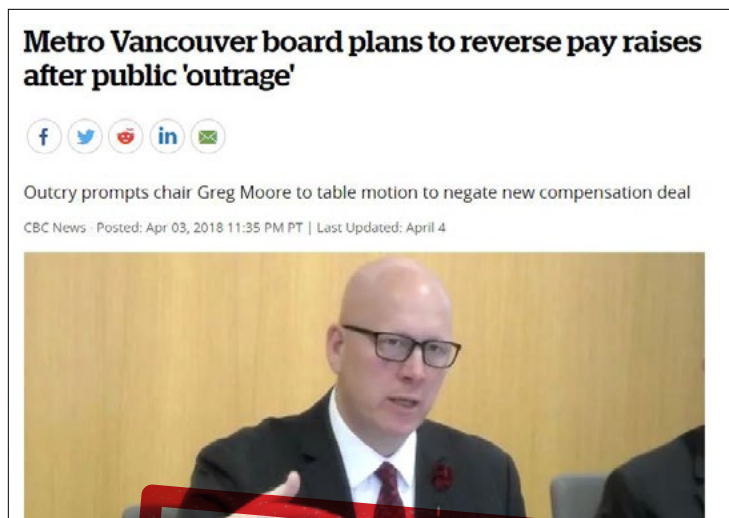 Metro Vancouver board plans to reverse pay raises
after public 'outrage'
f
in
Outcry prompts chair Greg Moore to table motion to negate new compensation deal
CBC News · Posted: Apr 03, 2018 11:35 PM PT | Last Updated: April 4